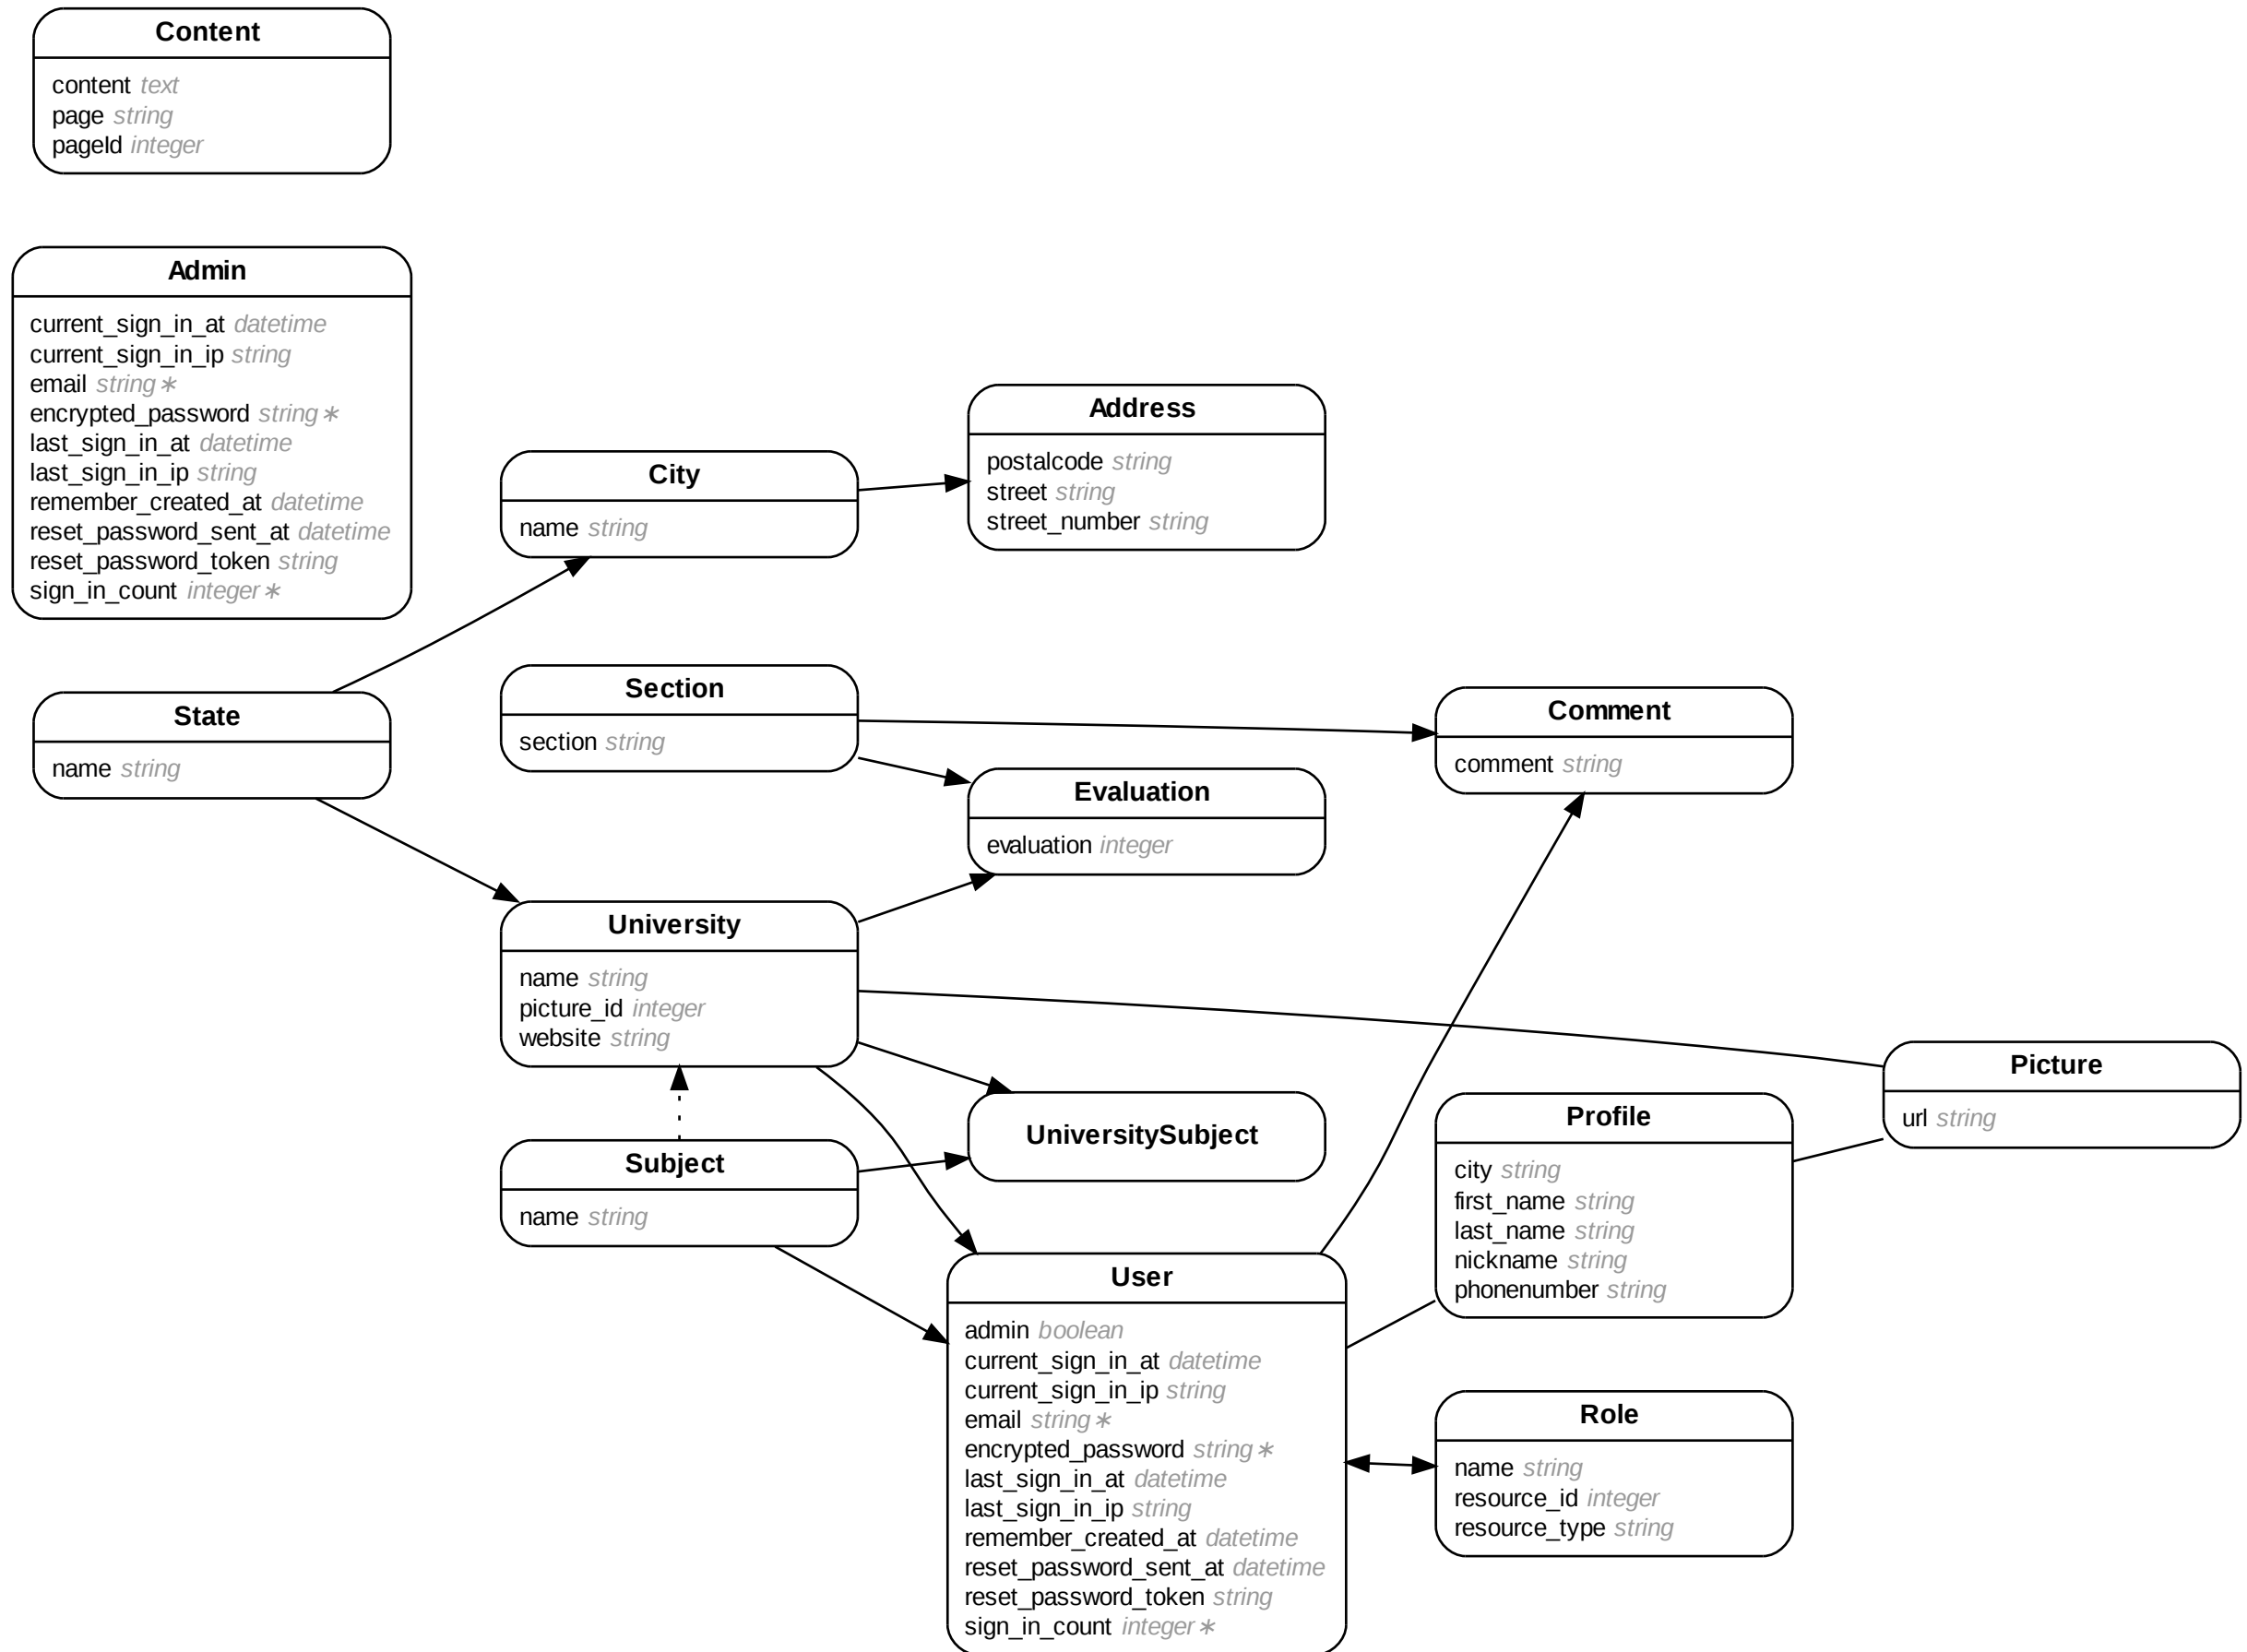 Content
content text
page string
pageId integer
Admin
current_sign_in_at datetime
current_sign_in_ip string
email string∗
encrypted_password string∗
last_sign_in_at datetime
last_sign_in_ip string
remember_created_at datetime
reset_password_sent_at datetime
reset_password_token string
sign_in_count integer∗
State
name string
City
name string
Address
postalcode string
street string
street_number string
Section
section string
Evaluation
evaluation integer
Comment
comment string
University
name string
picture_id integer
website string
Subject
name string
UniversitySubject
User
admin boolean
current_sign_in_at datetime
current_sign_in_ip string
email string∗
encrypted_password string∗
last_sign_in_at datetime
last_sign_in_ip string
remember_created_at datetime
reset_password_sent_at datetime
reset_password_token string
sign_in_count integer∗
Profile
city string
first_name string
last_name string
nickname string
phonenumber string
Role
name string
resource_id integer
resource_type string
Picture
url string